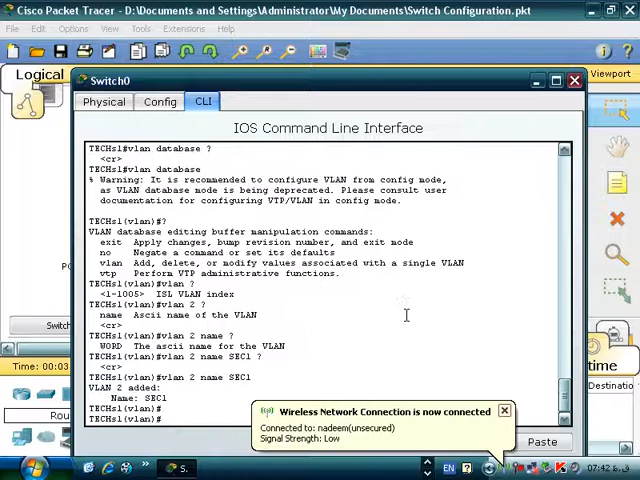 Cisco Packet Tracer - D:\Documents and Settings\Administrator\My Documents\Switch Configuration.pkt
File Edit Options View Tools Extensions Help
Logical
Viewport
Switch0
Physical Config CLI
IOS Command Line Interface
TECHs1#vlan database ?
<cr>
TECHs1#vlan database
% Warning: It is recommended to configure VLAN from config mode,
as VLAN database mode is being deprecated. Please consult user
documentation for configuring VTP/VLAN in config mode.
TECHs1(vlan)#?
VLAN database editing buffer manipulation commands:
exit Apply changes, bump revision number, and exit mode
no Negate a command or set its defaults
vlan Add, delete, or modify values associated with a single VLAN
vtp Perform VTP administrative functions.
TECHs1(vlan)#vlan ?
<1-1005> ISL VLAN index
TECHs1(vlan)#vlan 2 ?
name Ascii name of the VLAN
<cr>
TECHs1(vlan)#vlan 2 name ?
WORD The ascii name for the VLAN
TECHs1(vlan)#vlan 2 name SEC1 ?
<cr>
TECHs1(vlan)#vlan 2 name SEC1
VLAN 2 added:
Name: SEC1
TECHs1(vlan)#
TECHs1(vlan)#
Paste
Switch
Time: 00:03
Rou
time
Destinatio
Wireless Network Connection is now connected
Connected to: nadeem(unsecured)
Signal Strength: Low
S.
EN
07:42